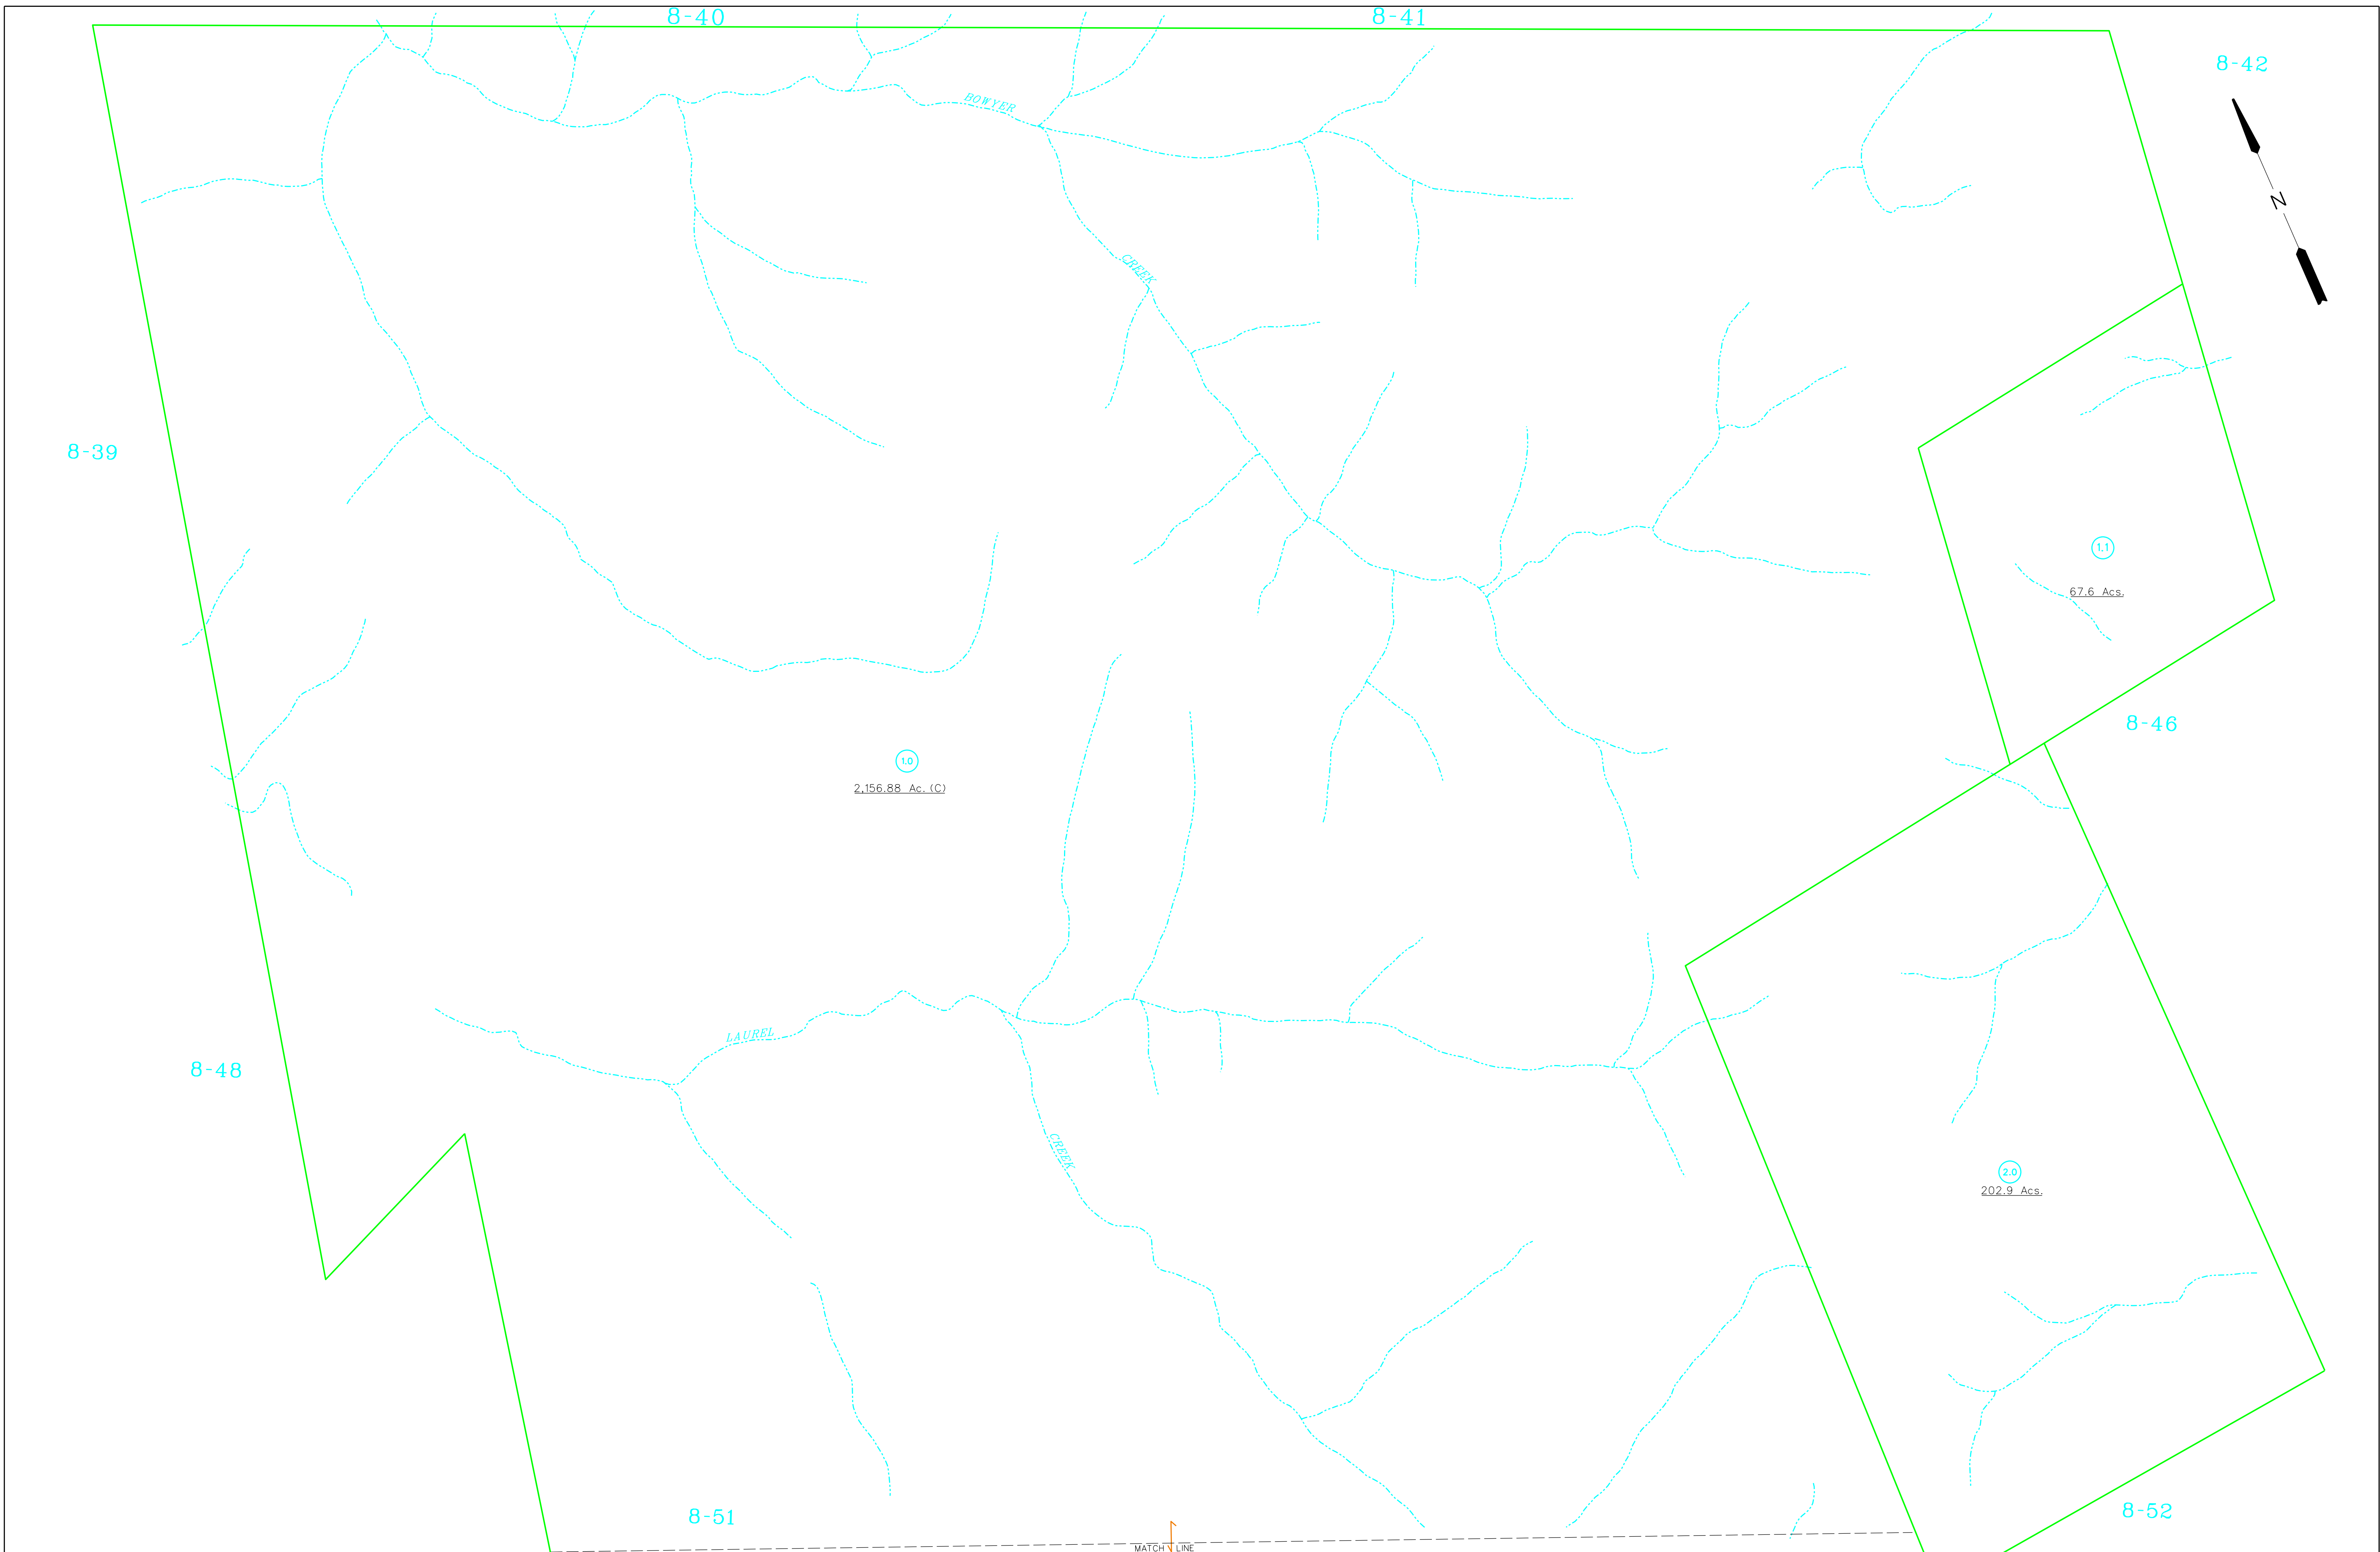 8-40
8-41
8-42
BOWYER
N
CREEK
8-39
1.1
67.6 Acs.
8-46
1.0
2,156.88 Ac. (C)
LAUREL
8-48
CREEK
2.0
202.9 Acs.
8-51
8-52
MATCH LINE